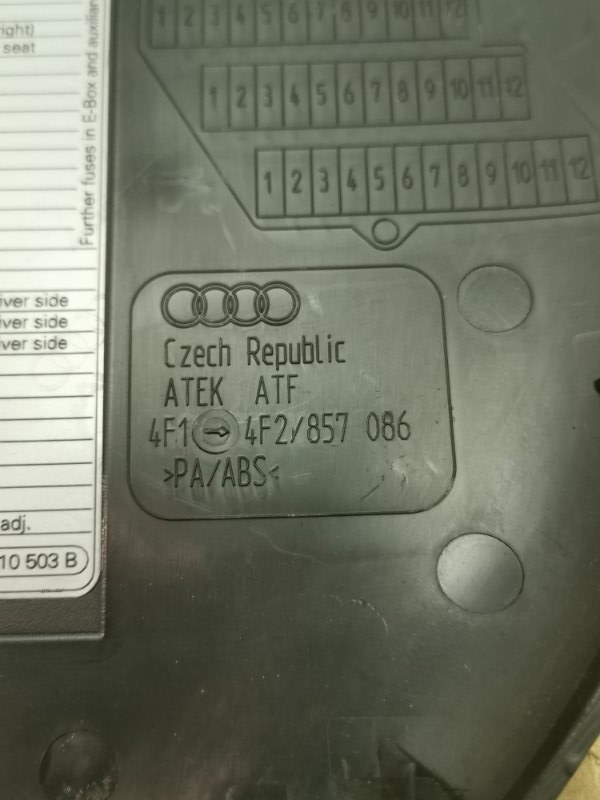 right)
seat
Further fuses in E-Box and auxiliar
iver side
iver side
iver side
adj.
10 503 B
1 2 3 4 5 6 7 8 9 10 11 12
1 2 3 4 5 6 7 8 9 10 11 12
1 2 3 4 5 6 7 8 9 10 11 12
Czech Republic
ATEK ATF
4F1 → 4F2/857 086
>PA/ABS<